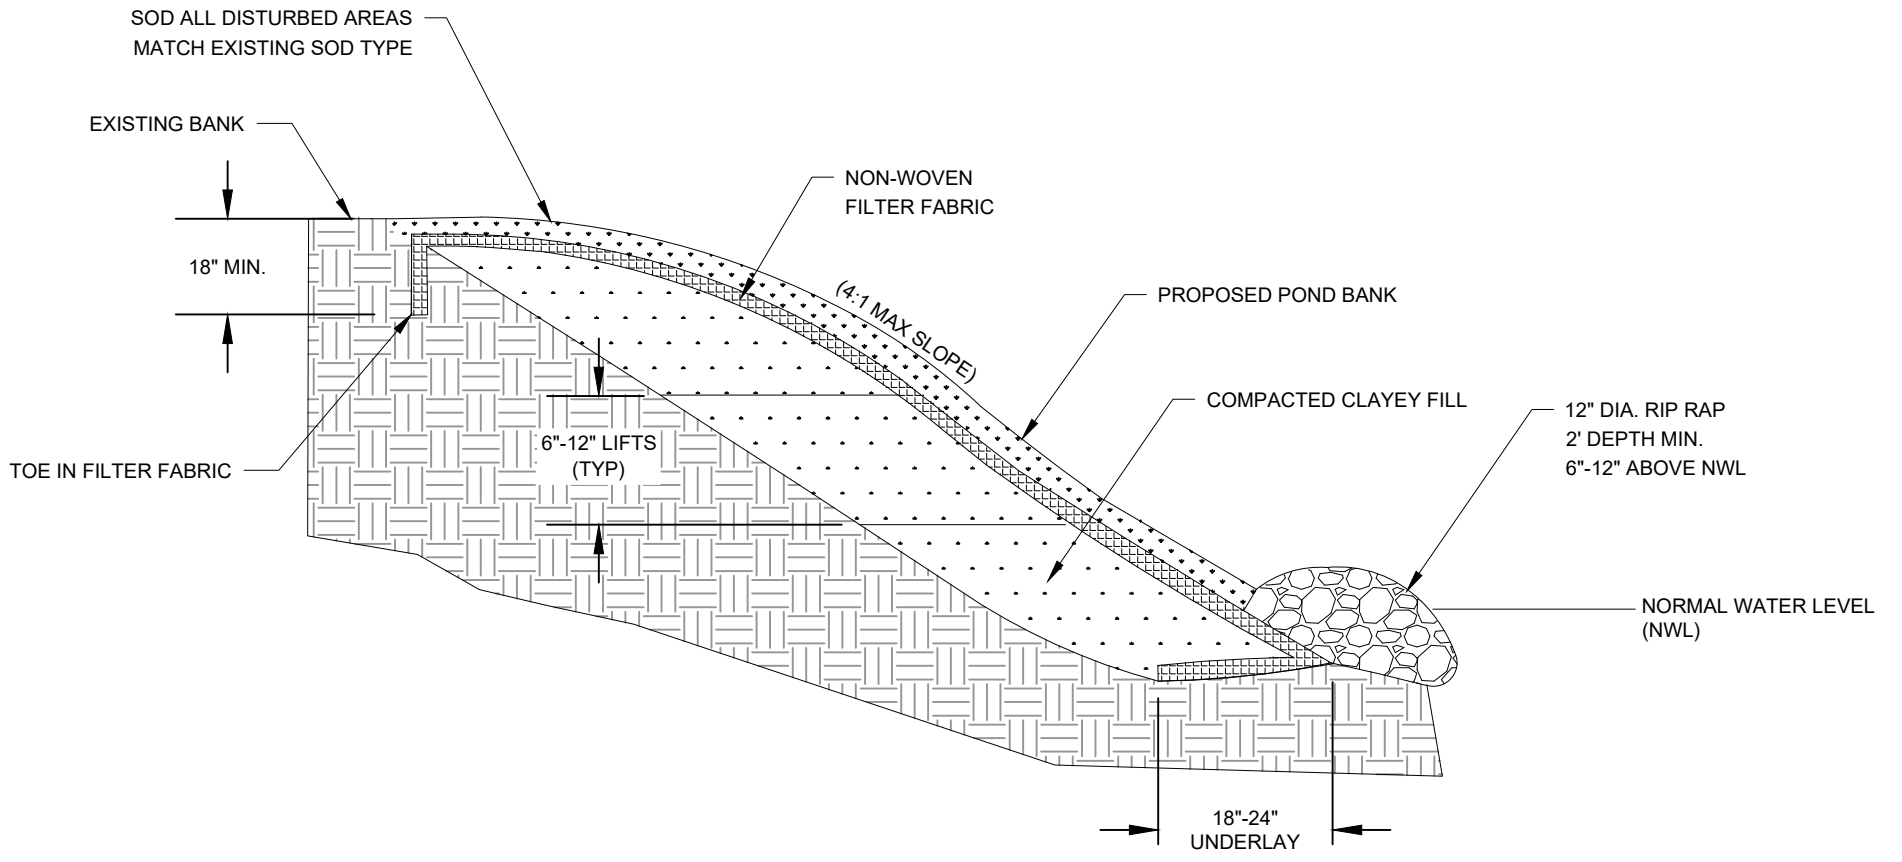 SOD ALL DISTURBED AREAS
MATCH EXISTING SOD TYPE
EXISTING BANK
NON-WOVEN
FILTER FABRIC
18" MIN.
(4:1 MAX SLOPE)
PROPOSED POND BANK
COMPACTED CLAYEY FILL
12" DIA. RIP RAP
2' DEPTH MIN.
6"-12" ABOVE NWL
TOE IN FILTER FABRIC
6"-12" LIFTS
(TYP)
NORMAL WATER LEVEL
(NWL)
18"-24"
UNDERLAY